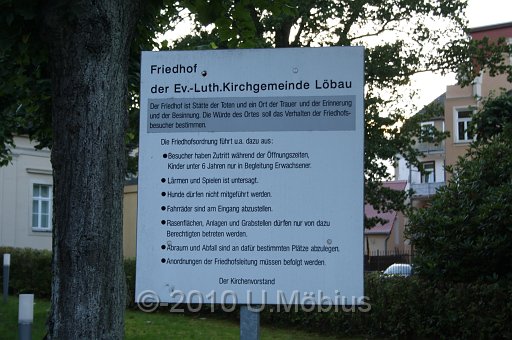 Friedhof
der Ev.-Luth.Kirchgemeinde Löbau
Der Friedhof ist Stätte der Toten und ein Ort der Trauer und der Erinnerung
und der Besinnung. Die Würde des Ortes soll das Verhalten der Friedhofs-
besucher bestimmen.
Die Friedhofsordnung führt u.a. dazu aus:
● Besucher haben Zutritt während der Öffnungszeiten,
Kinder unter 6 Jahren nur in Begleitung Erwachsener.
● Lärmen und Spielen ist untersagt.
● Hunde dürfen nicht mitgeführt werden.
● Fahrräder sind am Eingang abzustellen.
● Rasenflächen, Anlagen und Grabstellen dürfen nur von dazu
Berechtigten betreten werden.
● Abraum und Abfall sind an dafür bestimmten Plätze abzulegen.
● Anordnungen der Friedhofsleitung müssen befolgt werden.
Der Kirchenvorstand
© 2010 U.Möbius